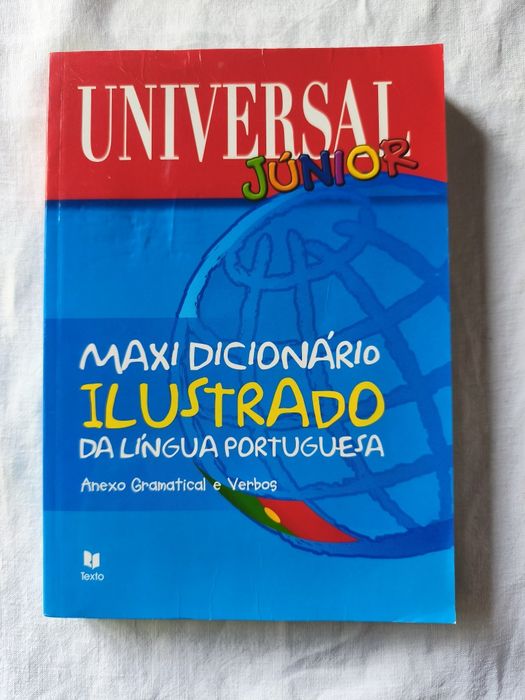 UNIVERSAL
JÚNIOR
MAXI DICIONÁRIO
ILUSTRADO
DA LÍNGUA PORTUGUESA
Anexo Gramatical e Verbos
Texto